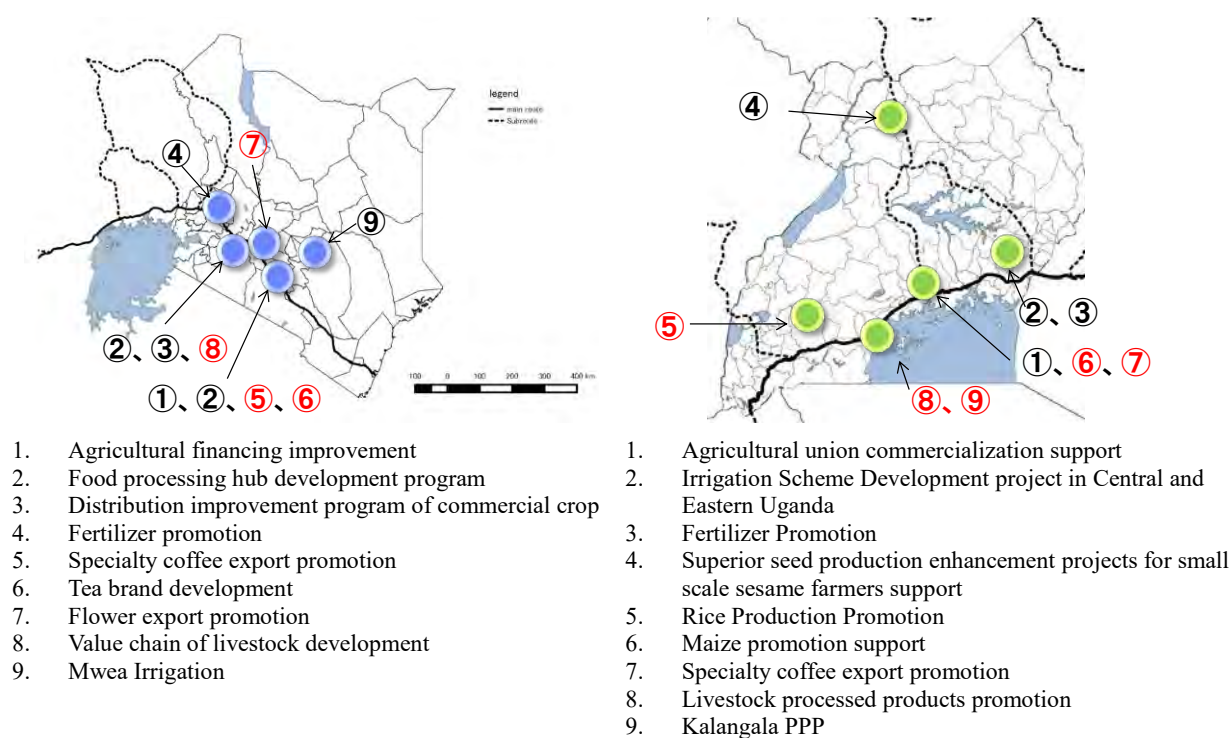 legend
main route
Subroute
④
⑦
⑨
②、③、⑧
①、②、⑤、⑥
100 0 100 200 300 400 km
④
⑤
②、③
①、⑥、⑦
⑧、⑨
1. Agricultural financing improvement
2. Food processing hub development program
3. Distribution improvement program of commercial crop
4. Fertilizer promotion
5. Specialty coffee export promotion
6. Tea brand development
7. Flower export promotion
8. Value chain of livestock development
9. Mwea Irrigation
1. Agricultural union commercialization support
2. Irrigation Scheme Development project in Central and
Eastern Uganda
3. Fertilizer Promotion
4. Superior seed production enhancement projects for small
scale sesame farmers support
5. Rice Production Promotion
6. Maize promotion support
7. Specialty coffee export promotion
8. Livestock processed products promotion
9. Kalangala PPP